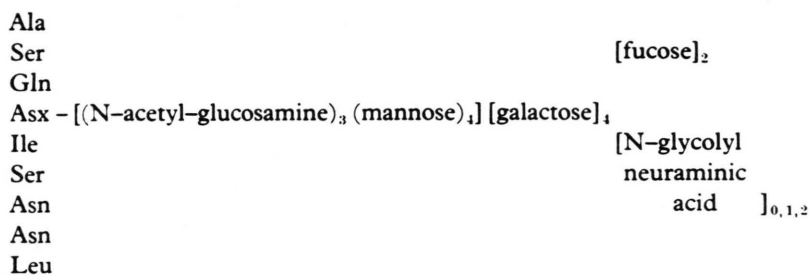 Ala
Ser [fucose]₂
Gln
Asx – [(N–acetyl–glucosamine)₃ (mannose)₄] [galactose]₄
Ile [N–glycolyl
Ser neuraminic
Asn acid ]₀,₁,₂
Asn
Leu